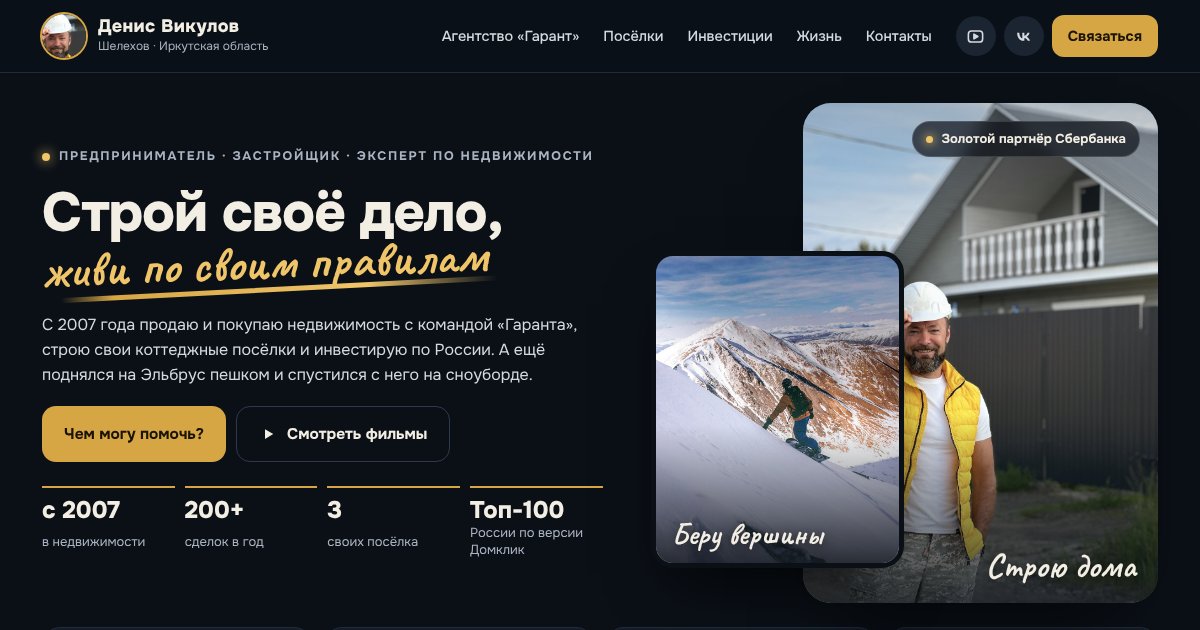 Денис Викулов
Шелехов · Иркутская область
Агентство «Гарант»
Посёлки
Инвестиции
Жизнь
Контакты
Связаться
ПРЕДПРИНИМАТЕЛЬ · ЗАСТРОЙЩИК · ЭКСПЕРТ ПО НЕДВИЖИМОСТИ
Строй своё дело,
живи по своим правилам
С 2007 года продаю и покупаю недвижимость с командой «Гаранта»,
строю свои коттеджные посёлки и инвестирую по России. А ещё
поднялся на Эльбрус пешком и спустился с него на сноуборде.
Чем могу помочь?
Смотреть фильмы
с 2007
в недвижимости
200+
сделок в год
3
своих посёлка
Топ-100
России по версии
Домклик
Золотой партнёр Сбербанка
Беру вершины
Строю дома